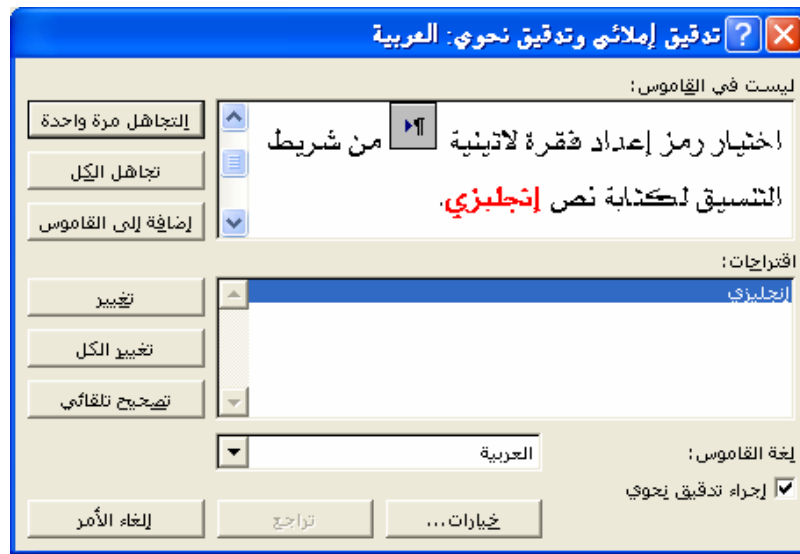 تدقيق إملائي وتدقيق نحوي: العربية
ليست في القاموس:
اختيار رمز إعداد فقرة لاتينية ¶ من شريط
التنسيق لكتابة نص إنجلبزي.
التجاهل مرة واحدة
تجاهل الكل
إضافة إلى القاموس
اقتراحات:
إنجليزي
تغيير
تغيير الكل
تصحيح تلقائي
لغة القاموس:
العربية
إجراء تدقيق نحوي
خيارات...
تراجع
إلغاء الأمر